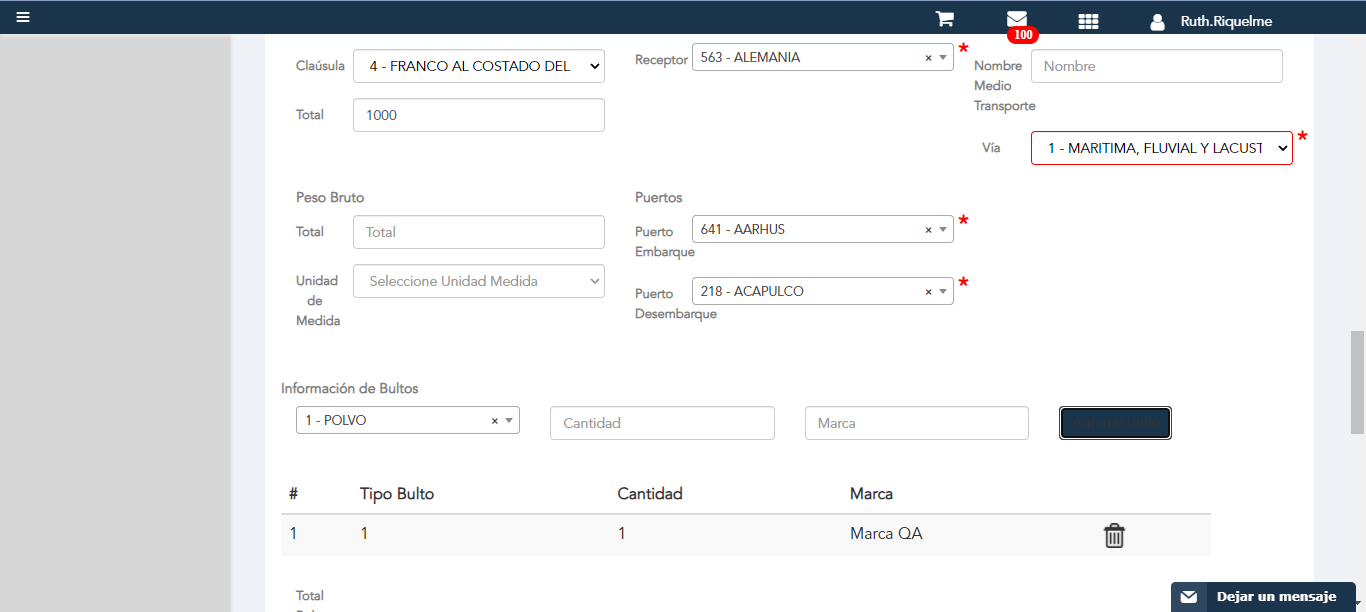 Ruth.Riquelme
100
Claúsula
4 - FRANCO AL COSTADO DEL
Receptor
563 - ALEMANIA
× 
*
Nombre
Medio
Transporte
Nombre
Total
1000
Vía
1 - MARITIMA, FLUVIAL Y LACUST
*
Peso Bruto
Puertos
Total
Total
Puerto
Embarque
641 - AARHUS
×
*
Unidad
de
Medida
Seleccione Unidad Medida
Puerto
Desembarque
218 - ACAPULCO
×
*
Información de Bultos
1 - POLVO
×
Cantidad
Marca
# Tipo Bulto Cantidad Marca
1 1 1 Marca QA
Total
Dejar un mensaje